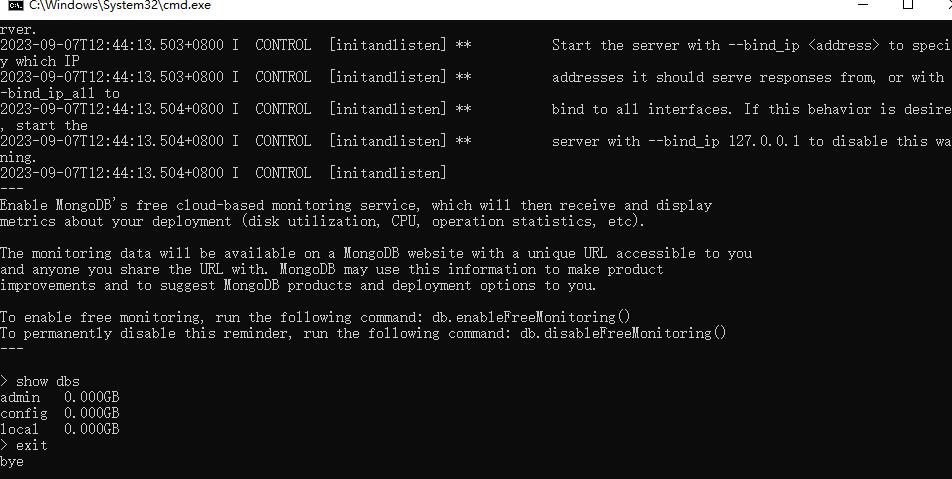 C:\Windows\System32\cmd.exe
rver.
2023-09-07T12:44:13.503+0800 I  CONTROL  [initandlisten] **          Start the server with --bind_ip <address> to speci
y which IP
2023-09-07T12:44:13.503+0800 I  CONTROL  [initandlisten] **          addresses it should serve responses from, or with
-bind_ip_all to
2023-09-07T12:44:13.504+0800 I  CONTROL  [initandlisten] **          bind to all interfaces. If this behavior is desire
, start the
2023-09-07T12:44:13.504+0800 I  CONTROL  [initandlisten] **          server with --bind_ip 127.0.0.1 to disable this wa
ning.
2023-09-07T12:44:13.504+0800 I  CONTROL  [initandlisten]
---
Enable MongoDB's free cloud-based monitoring service, which will then receive and display
metrics about your deployment (disk utilization, CPU, operation statistics, etc).

The monitoring data will be available on a MongoDB website with a unique URL accessible to you
and anyone you share the URL with. MongoDB may use this information to make product
improvements and to suggest MongoDB products and deployment options to you.

To enable free monitoring, run the following command: db.enableFreeMonitoring()
To permanently disable this reminder, run the following command: db.disableFreeMonitoring()
---

> show dbs
admin   0.000GB
config  0.000GB
local   0.000GB
> exit
bye